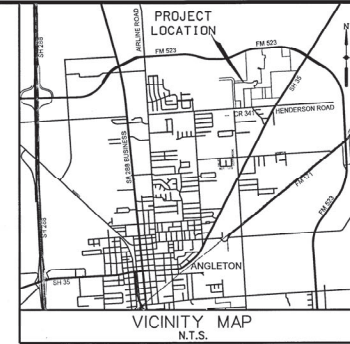 PROJECT
LOCATION
AIRLINE ROAD
SH 288
FM 523
FM 523
N
SH 35
HENDERSON ROAD
CR 341
SH 288 BUSINESS
FM 523
SH 288
ANGLETON
SH 35
VICINITY MAP
N.T.S.